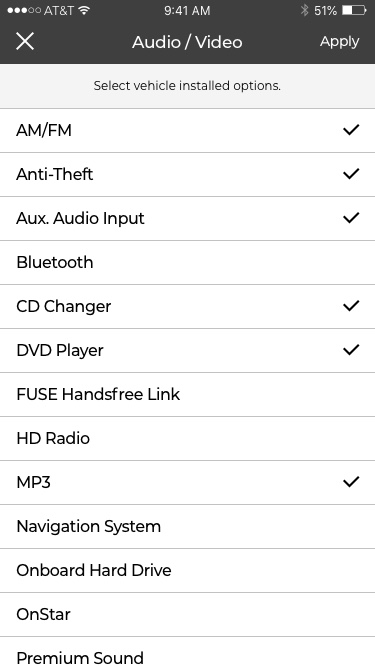 AT&T 9:41 AM 51%
Audio / Video Apply
Select vehicle installed options.
AM/FM
Anti-Theft
Aux. Audio Input
Bluetooth
CD Changer
DVD Player
FUSE Handsfree Link
HD Radio
MP3
Navigation System
Onboard Hard Drive
OnStar
Premium Sound